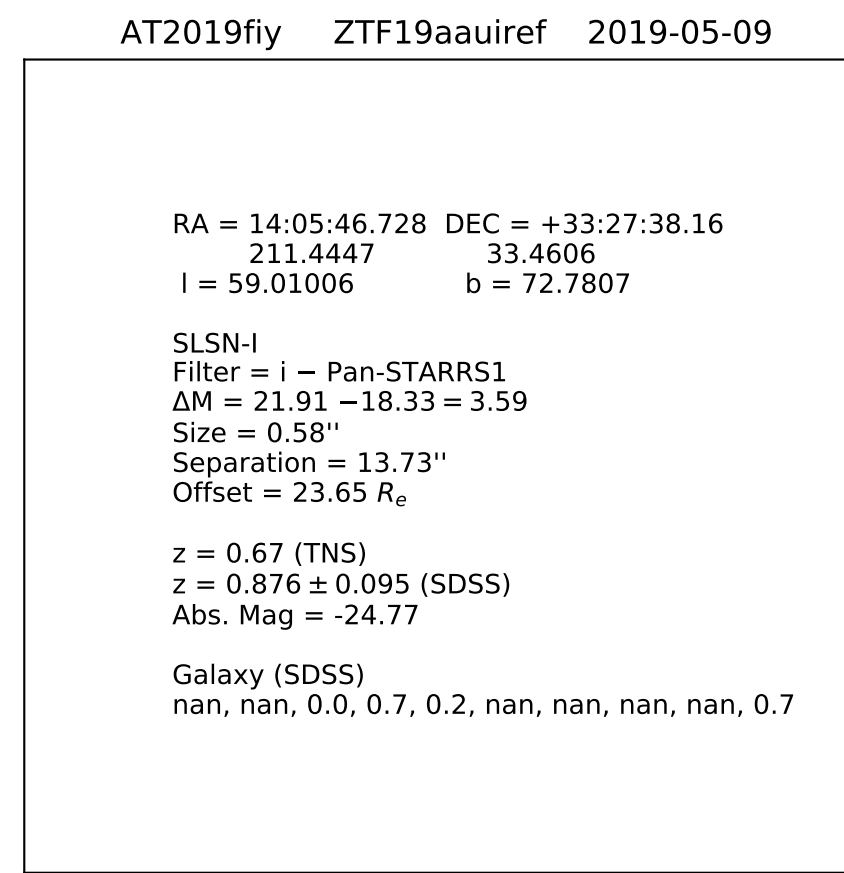 AT2019fiy ZTF19aauiref 2019-05-09
RA = 14:05:46.728 DEC = +33:27:38.16
211.4447 33.4606
l = 59.01006 b = 72.7807
SLSN-I
Filter = i − Pan-STARRS1
ΔM = 21.91 −18.33 = 3.59
Size = 0.58''
Separation = 13.73''
Offset = 23.65 Rₑ
z = 0.67 (TNS)
z = 0.876 ± 0.095 (SDSS)
Abs. Mag = -24.77
Galaxy (SDSS)
nan, nan, 0.0, 0.7, 0.2, nan, nan, nan, nan, 0.7